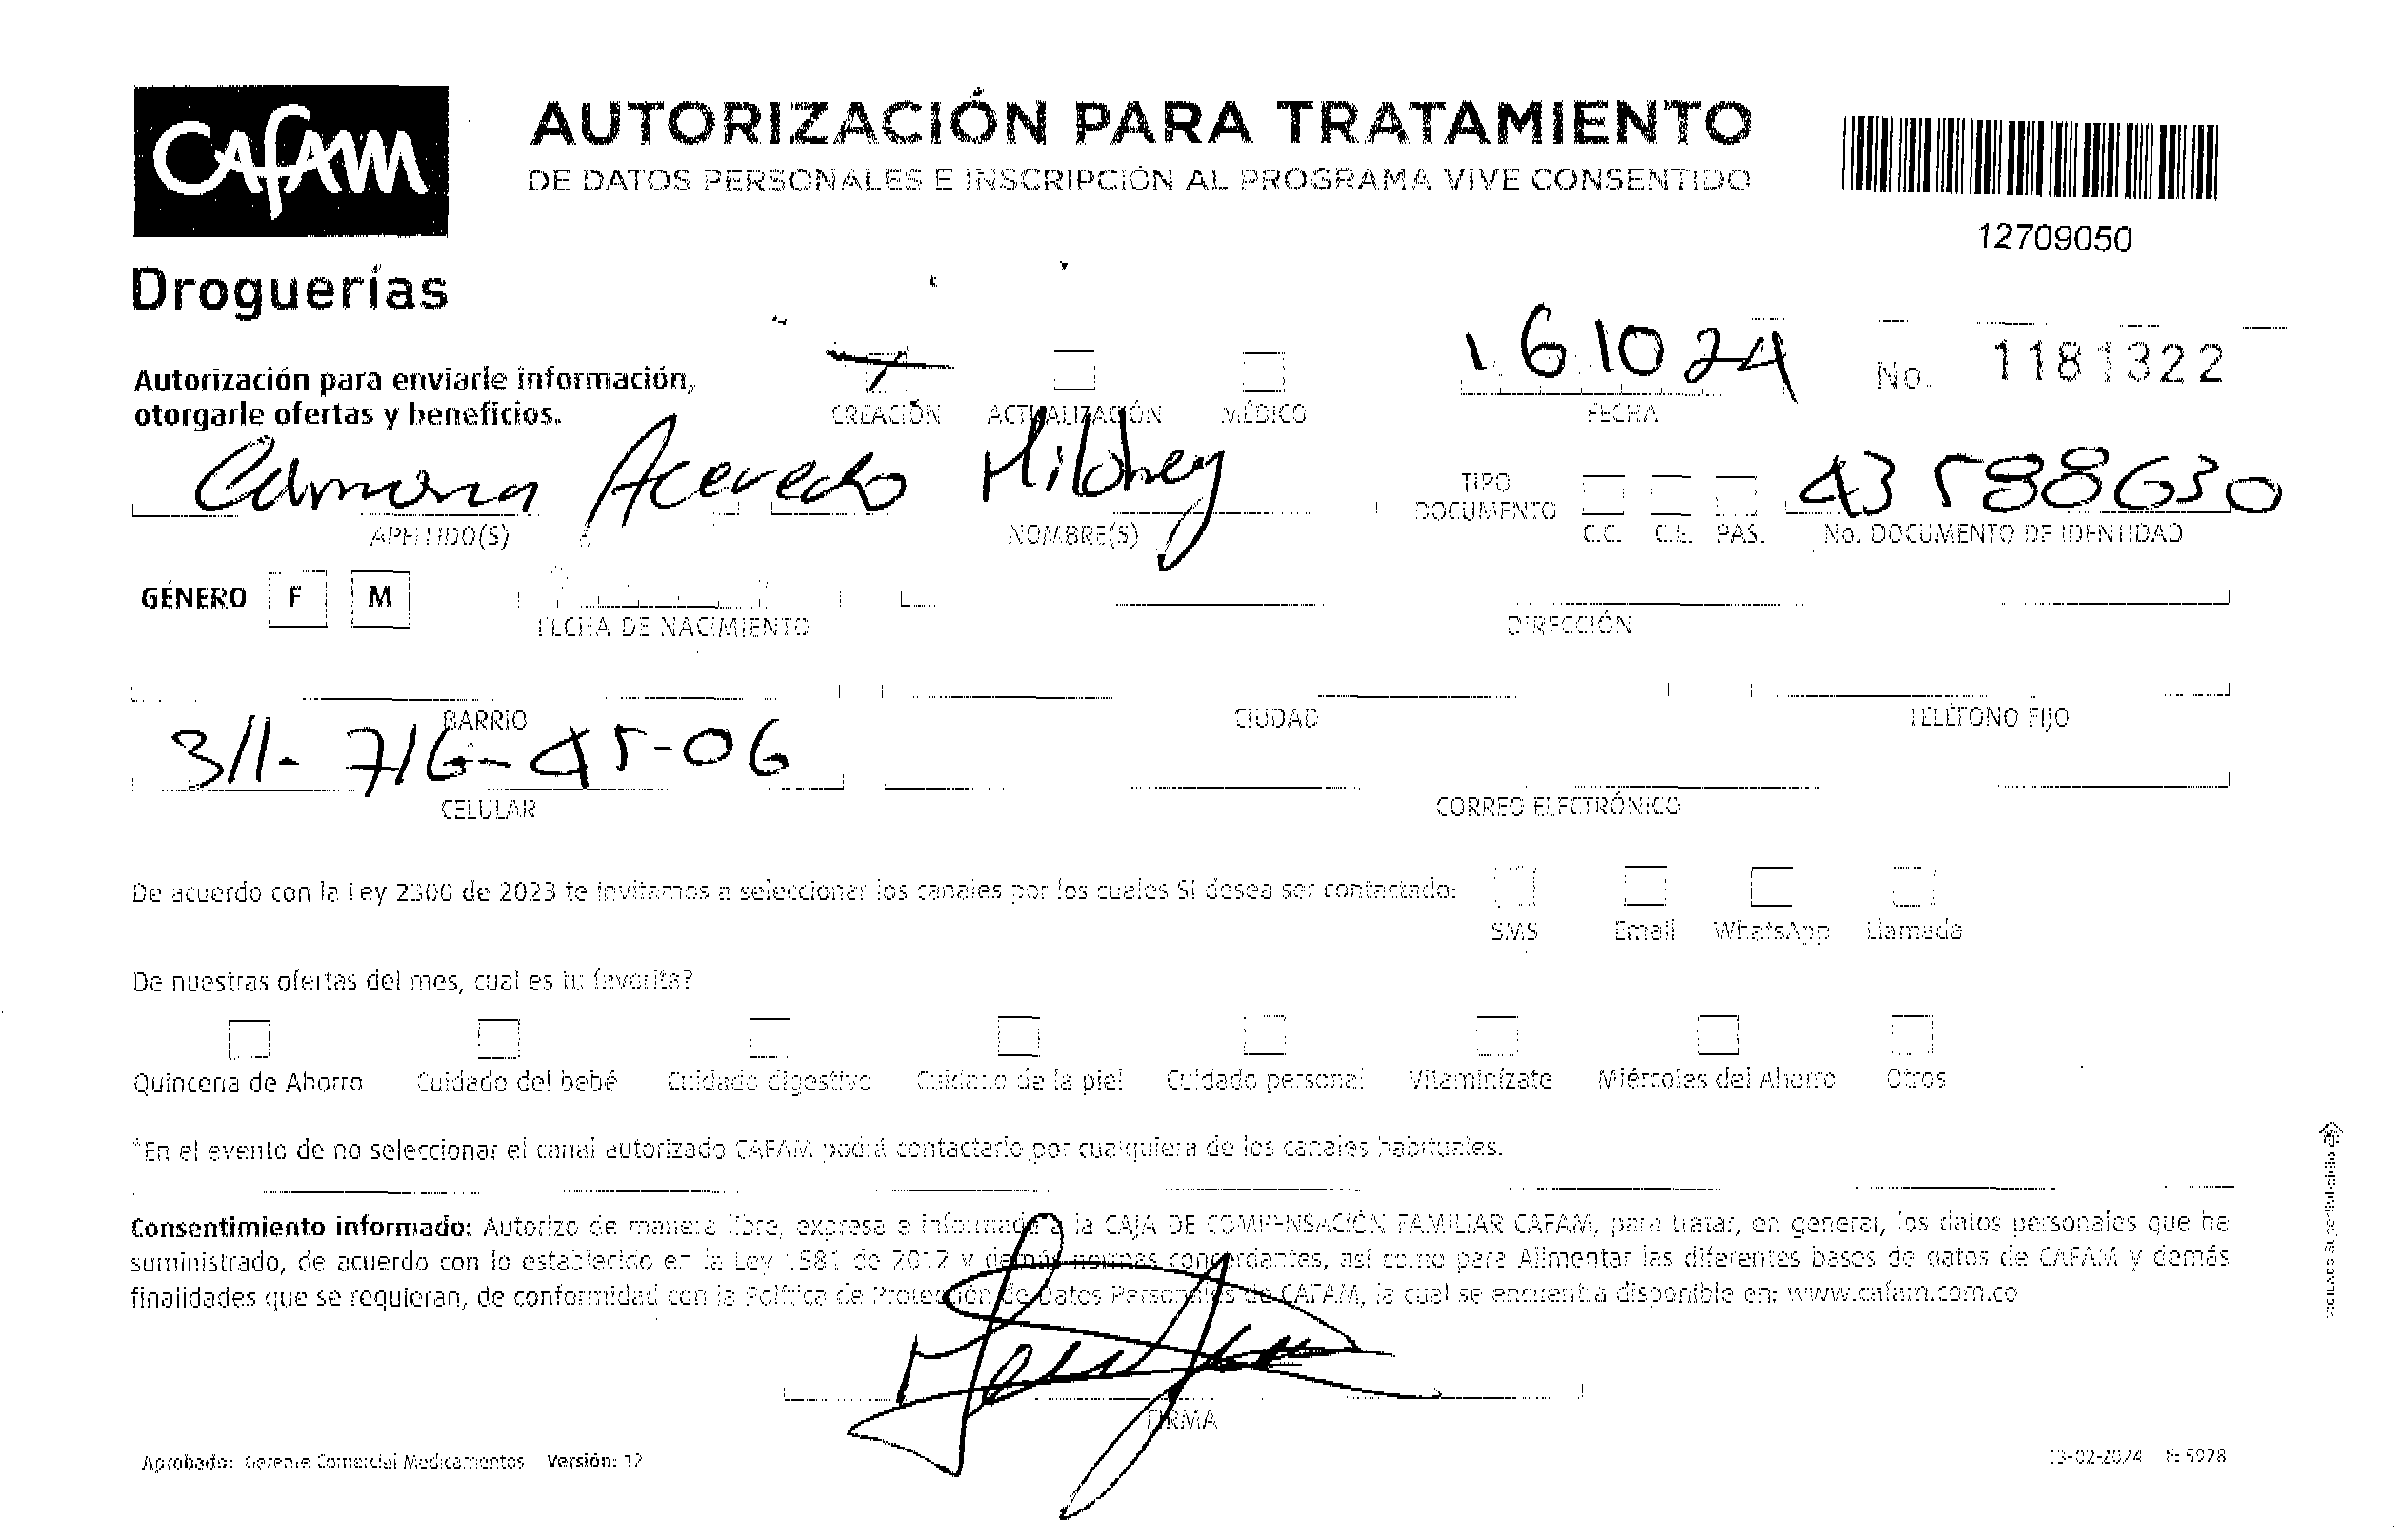 CAFAM
Droguerías
AUTORIZACIÓN PARA TRATAMIENTO
DE DATOS PERSONALES E INSCRIPCIÓN AL PROGRAMA VIVE CONSENTIDO
12709050
Autorización para enviarle información,
otorgarle ofertas y beneficios.
CREACIÓN ACTUALIZACIÓN MÉDICO
161024
FECHA
No. 1181322
Carmona Acevedo
APELLIDO(S)
NOMBRE(S)
TIPO
DOCUMENTO
C.C. C.E. PAS.
43588630
No. DOCUMENTO DE IDENTIDAD
GÉNERO F M
FECHA DE NACIMIENTO
DIRECCIÓN
BARRIO
CIUDAD
TELÉFONO FIJO
311-716-45-06
CELULAR
CORREO ELECTRÓNICO
De acuerdo con la Ley 2300 de 2023 te invitamos a seleccionar los canales por los cuales SI desea ser contactado:
SMS Email WhatsApp Llamada
De nuestras ofertas del mes, cual es tu favorita?
Quincena de Ahorro Cuidado del bebé Cuidado digestivo Cuidado de la piel Cuidado personal Vitamínizate Miércoles del Ahorro Otros
*En el evento de no seleccionar el canal autorizado CAFAM podrá contactarlo por cualquiera de los canales habituales.
Consentimiento informado: Autorizo de manera libre, expresa e informada a la CAJA DE COMPENSACIÓN FAMILIAR CAFAM, para tratar, en general, los datos personales que he
suministrado, de acuerdo con lo establecido en la Ley 1581 de 2012 y demás normas concordantes, así como para Alimentar las diferentes bases de datos de CAFAM y demás
finalidades que se requieran, de conformidad con la Política de Protección de Datos Personales de CAFAM, la cual se encuentra disponible en: www.cafam.com.co
FIRMA
Aprobado: Gerente Comercial Medicamentos Versión: 12
13-02-2024
VIGILADO Supersubsidio